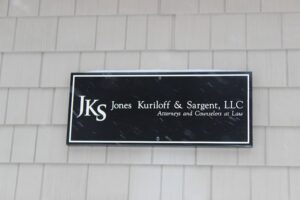 JKS Jones Kuriloff & Sargent, LLC
Attorneys and Counselors at Law